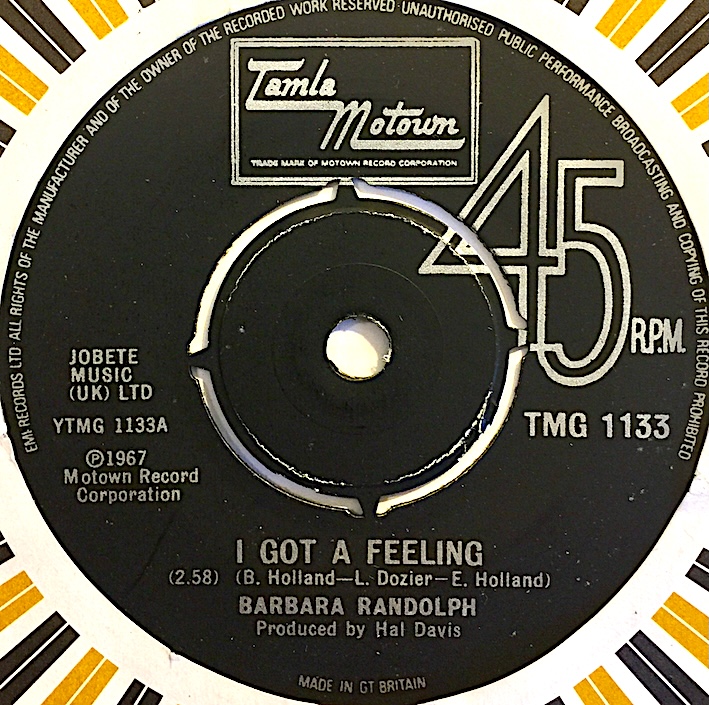 EMI RECORDS LTD ALL RIGHTS OF THE MANUFACTURER AND OF THE OWNER OF THE RECORDED WORK RESERVED·UNAUTHORISED PUBLIC PERFORMANCE BROADCASTING AND COPYING OF THIS RECORD PROHIBITED
Tamla
Motown
TRADE MARK OF MOTOWN RECORD CORPORATION
45
R.P.M.
JOBETE
MUSIC
(UK) LTD
YTMG 1133A
TMG 1133
℗1967
Motown Record
Corporation
I GOT A FEELING
(2.58) (B. Holland—L. Dozier—E. Holland)
BARBARA RANDOLPH
Produced by Hal Davis
MADE IN GT BRITAIN